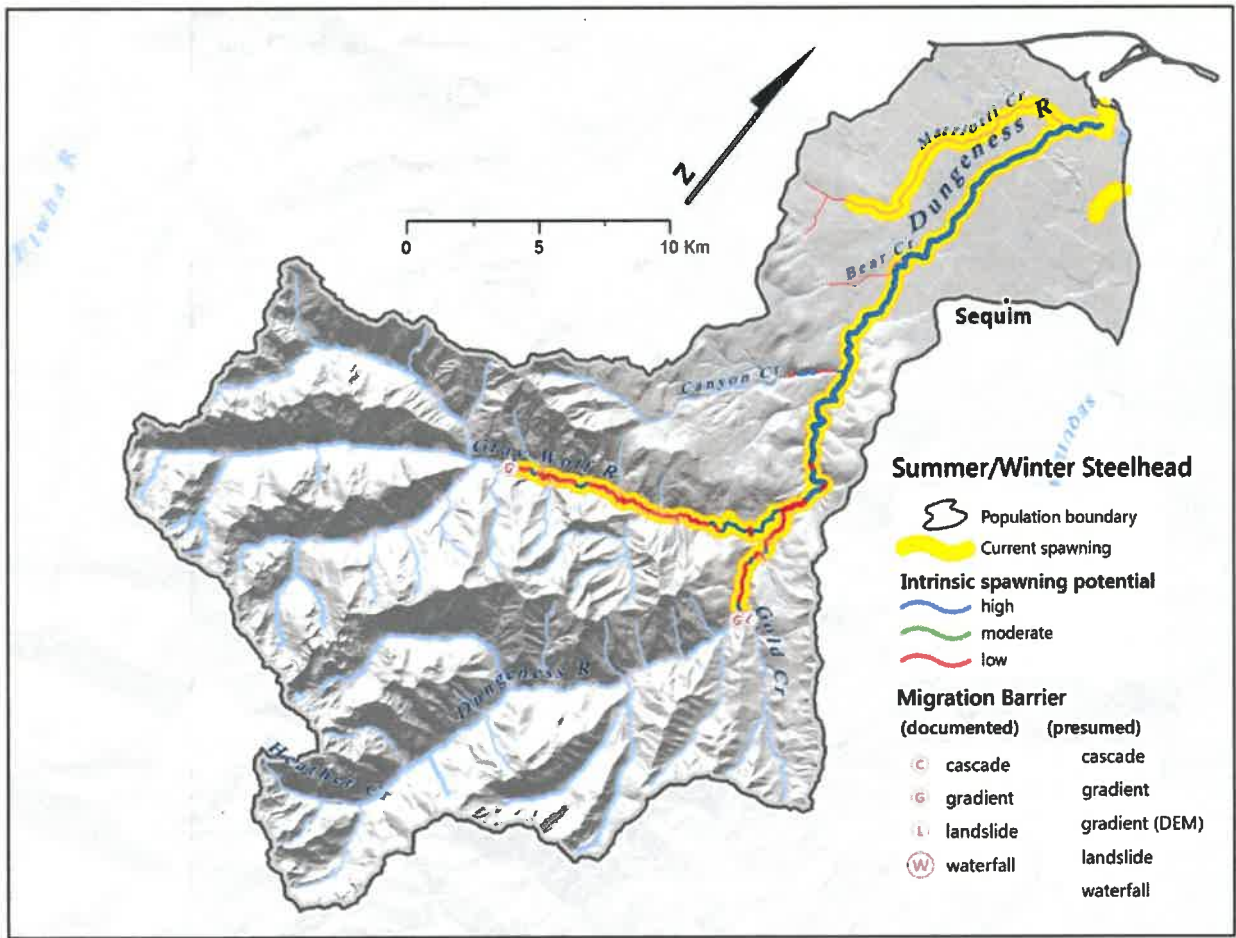 Elwha R
N
0 5 10 Km
Matriotti Cr
Dungeness R
Bear Cr
Sequim
Canyon Cr
Gray Wolf R
Gold Cr
Dungeness R
Heather Cr
G
G
Summer/Winter Steelhead
Population boundary
Current spawning
Intrinsic spawning potential
high
moderate
low
Migration Barrier
(documented) (presumed)
C cascade cascade
G gradient gradient
L landslide gradient (DEM)
W waterfall landslide
waterfall